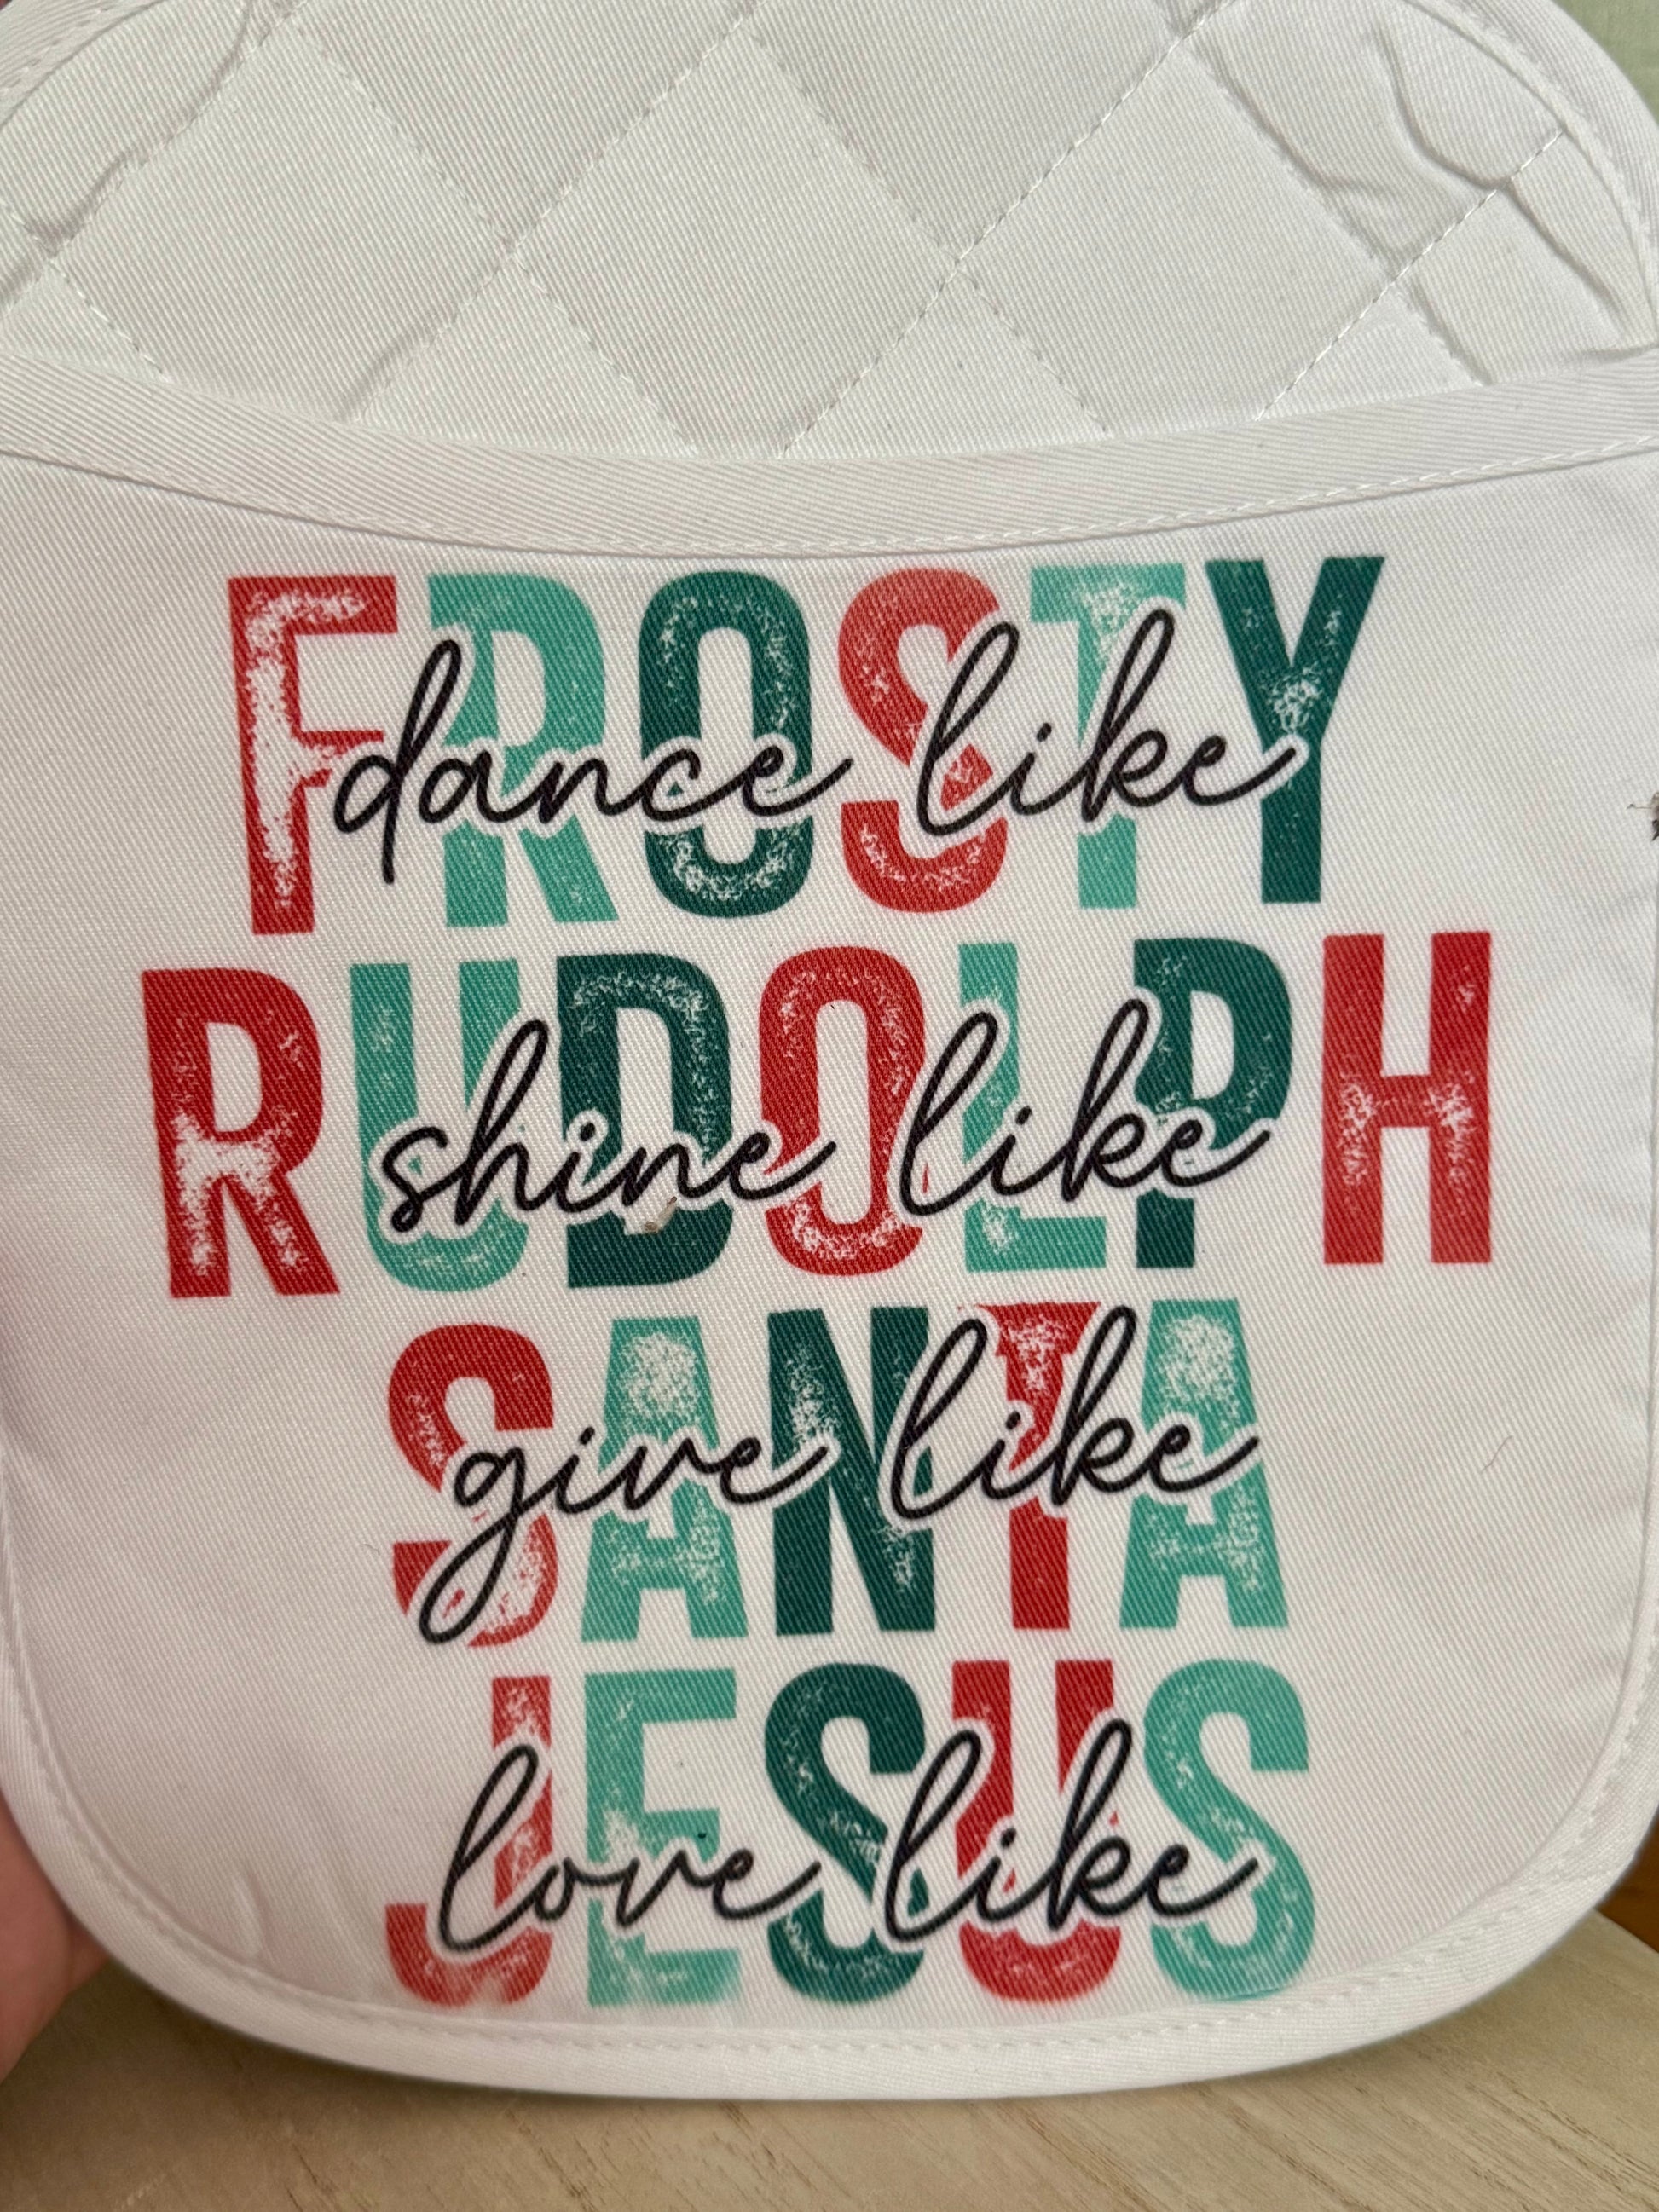 dance like
FROSTY
shine like
RUDOLPH
give like
SANTA
love like
JESUS